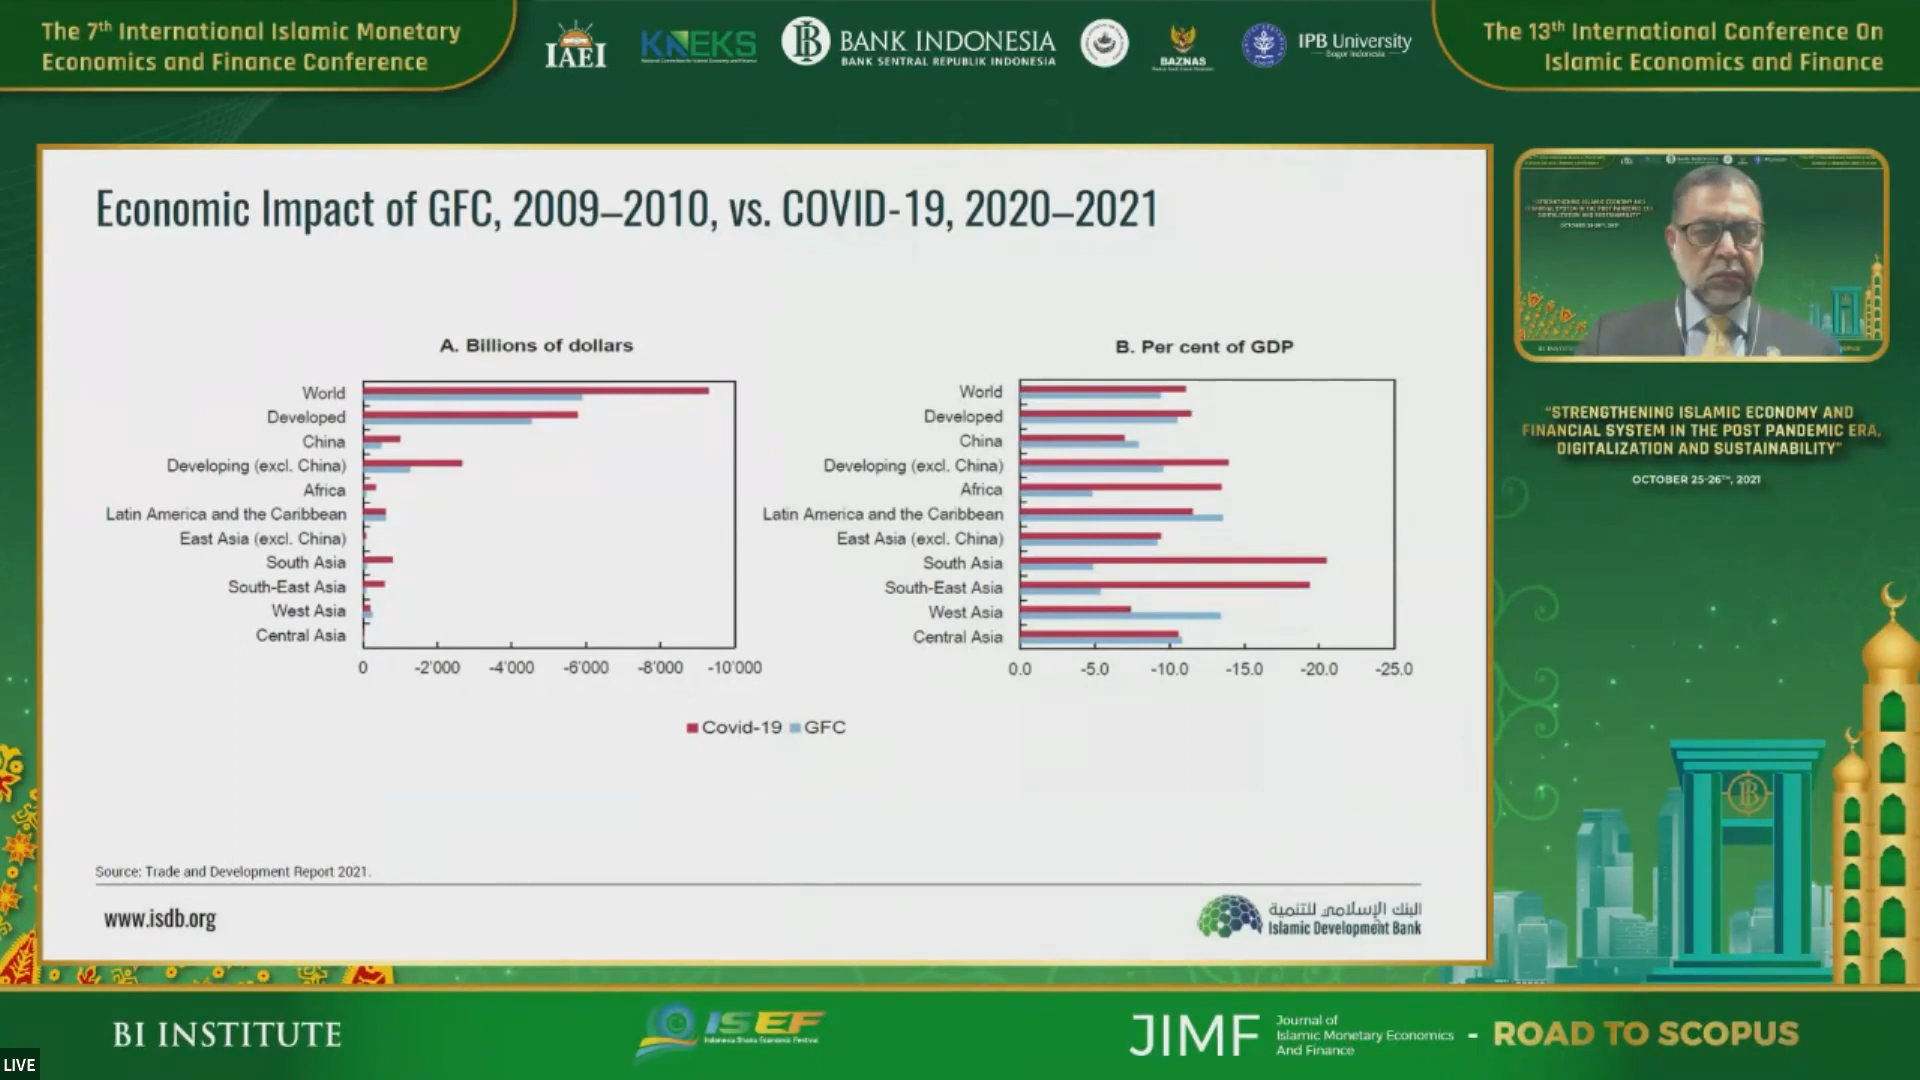 The 7th International Islamic Monetary
Economics and Finance Conference
IAEI
KNEKS
BANK INDONESIA
BANK SENTRAL REPUBLIK INDONESIA
BAZNAS
IPB University
Bogor Indonesia
The 13th International Conference On
Islamic Economics and Finance
Economic Impact of GFC, 2009–2010, vs. COVID-19, 2020–2021
A. Billions of dollars
World
Developed
China
Developing (excl. China)
Africa
Latin America and the Caribbean
East Asia (excl. China)
South Asia
South-East Asia
West Asia
Central Asia
0 -2'000 -4'000 -6'000 -8'000 -10'000
B. Per cent of GDP
World
Developed
China
Developing (excl. China)
Africa
Latin America and the Caribbean
East Asia (excl. China)
South Asia
South-East Asia
West Asia
Central Asia
0.0 -5.0 -10.0 -15.0 -20.0 -25.0
Covid-19 GFC
Source: Trade and Development Report 2021.
www.isdb.org
البنك الإسلامي للتنمية
Islamic Development Bank
"STRENGTHENING ISLAMIC ECONOMY AND
FINANCIAL SYSTEM IN THE POST PANDEMIC ERA,
DIGITALIZATION AND SUSTAINABILITY"
OCTOBER 25-26TH, 2021
BI INSTITUTE
ISEF
Indonesia Sharia Economic Festival
JIMF
Journal of
Islamic Monetary Economics
And Finance
- ROAD TO SCOPUS
LIVE